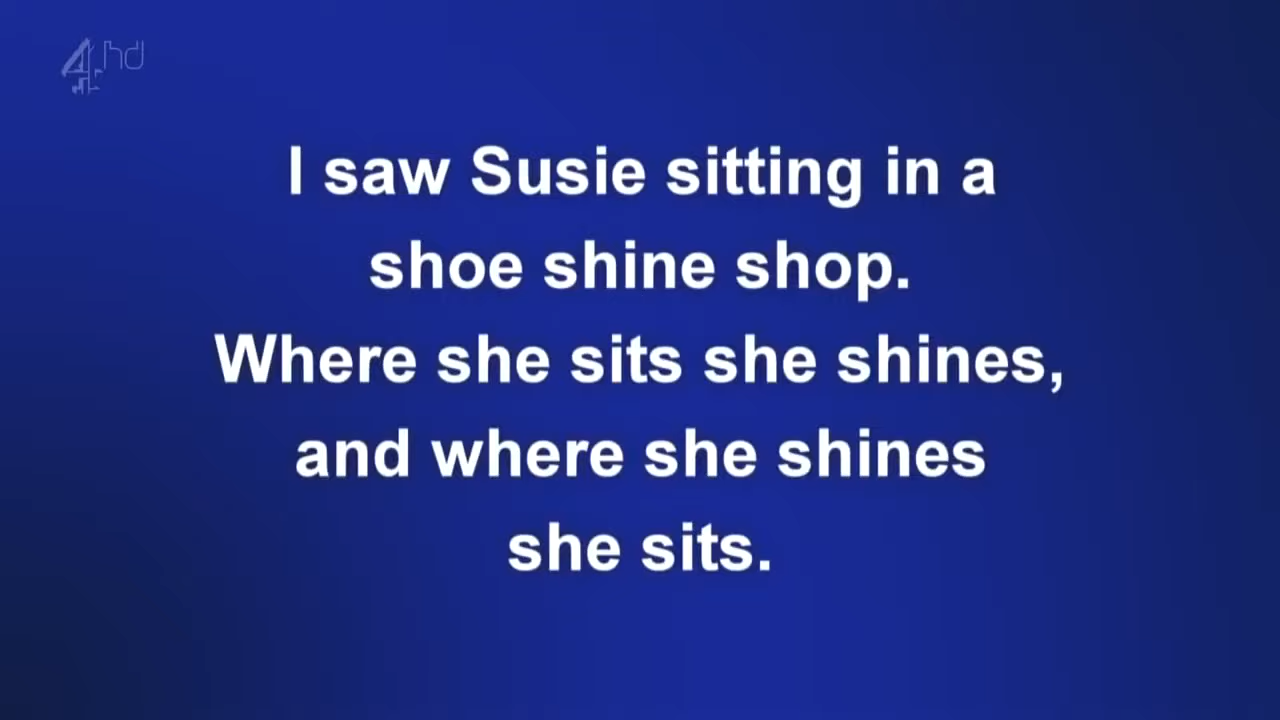 4hd
I saw Susie sitting in a
shoe shine shop.
Where she sits she shines,
and where she shines
she sits.